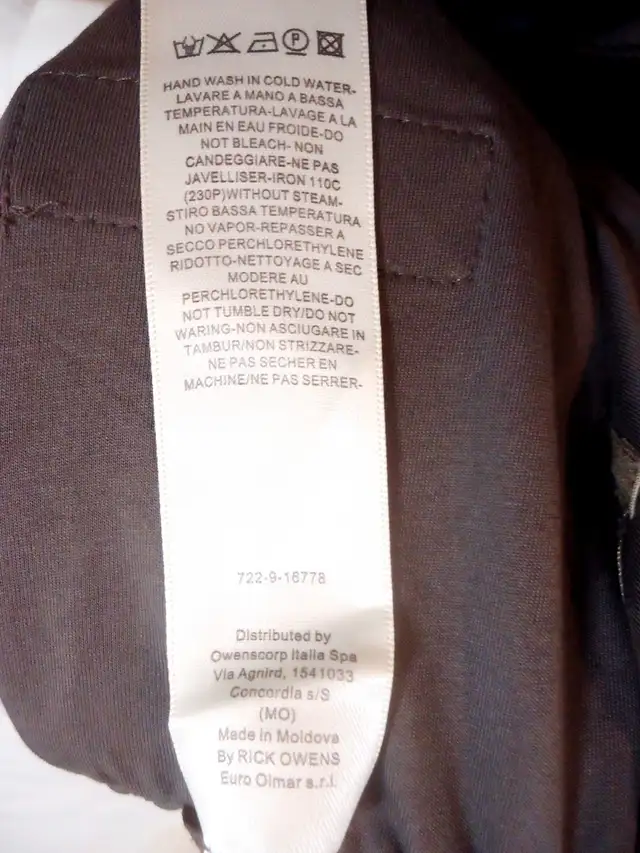 HAND WASH IN COLD WATER-
LAVARE A MANO A BASSA
TEMPERATURA-LAVAGE A LA
MAIN EN EAU FROIDE-DO
NOT BLEACH- NON
CANDEGGIARE-NE PAS
JAVELLISER-IRON 110C
(230P)WITHOUT STEAM-
STIRO BASSA TEMPERATURA
NO VAPOR-REPASSER A
SECCO PERCHLORETHYLENE
RIDOTTO-NETTOYAGE A SEC
MODERE AU
PERCHLORETHYLENE-DO
NOT TUMBLE DRY/DO NOT
WARING-NON ASCIUGARE IN
TAMBUR/NON STRIZZARE-
NE PAS SECHER EN
MACHINE/NE PAS SERRER-
722-9-16778
Distributed by
Owenscorp Italia Spa
Via Agnird, 1541033
Concordia s/S
(MO)
Made in Moldova
By RICK OWENS
Euro Olmar s.r.l.